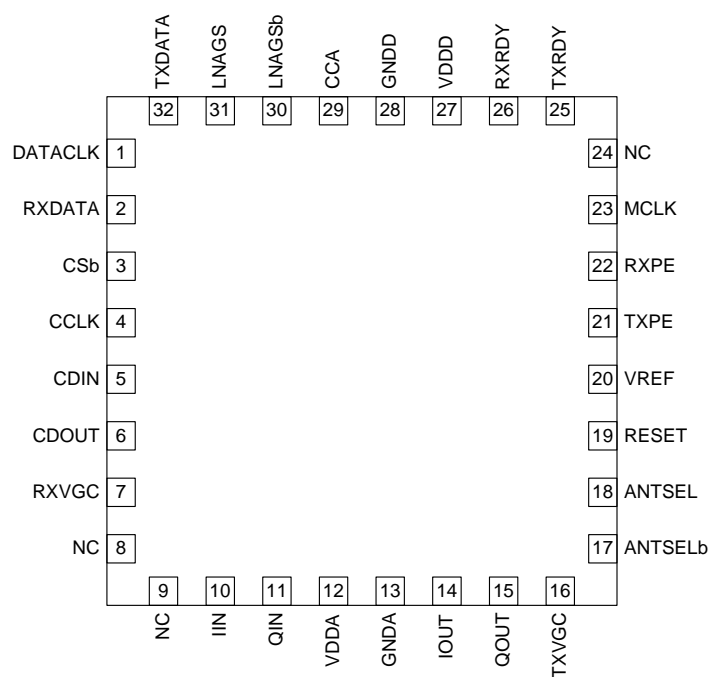 TXDATA LNAGS LNAGSb CCA GNDD VDDD RXRDY TXRDY
32 31 30 29 28 27 26 25
DATACLK 1 24 NC
RXDATA 2 23 MCLK
CSb 3 22 RXPE
CCLK 4 21 TXPE
CDIN 5 20 VREF
CDOUT 6 19 RESET
RXVGC 7 18 ANTSEL
NC 8 17 ANTSELb
9 10 11 12 13 14 15 16
NC IIN QIN VDDA GNDA IOUT QOUT TXVGC